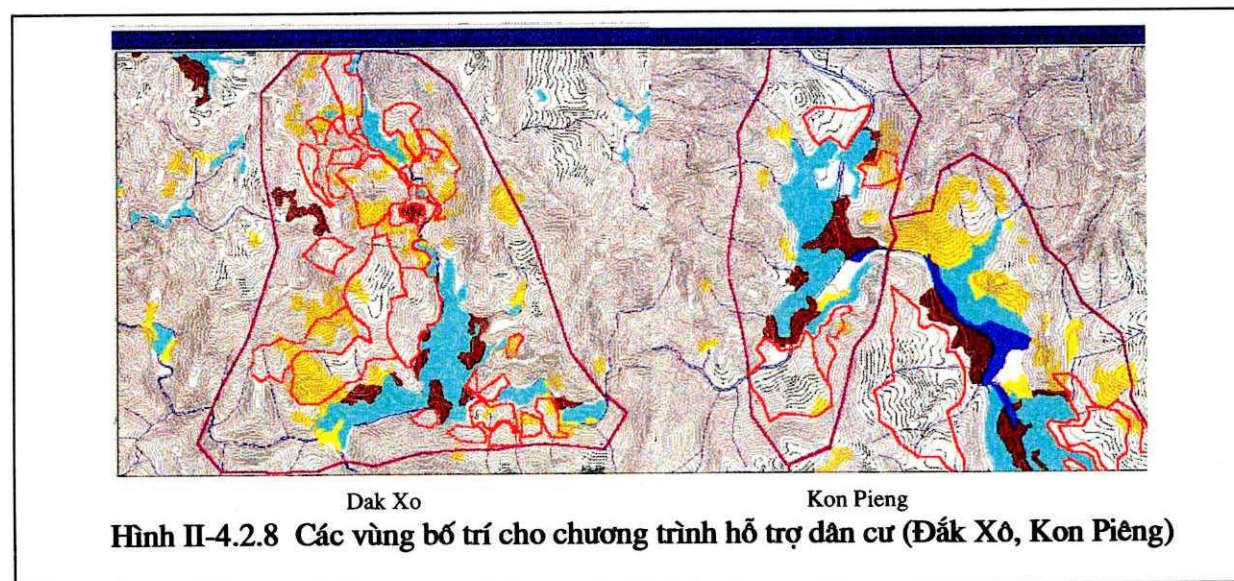 Dak Xo Kon Pieng
Hình II-4.2.8 Các vùng bố trí cho chương trình hỗ trợ dân cư (Đắk Xô, Kon Piêng)